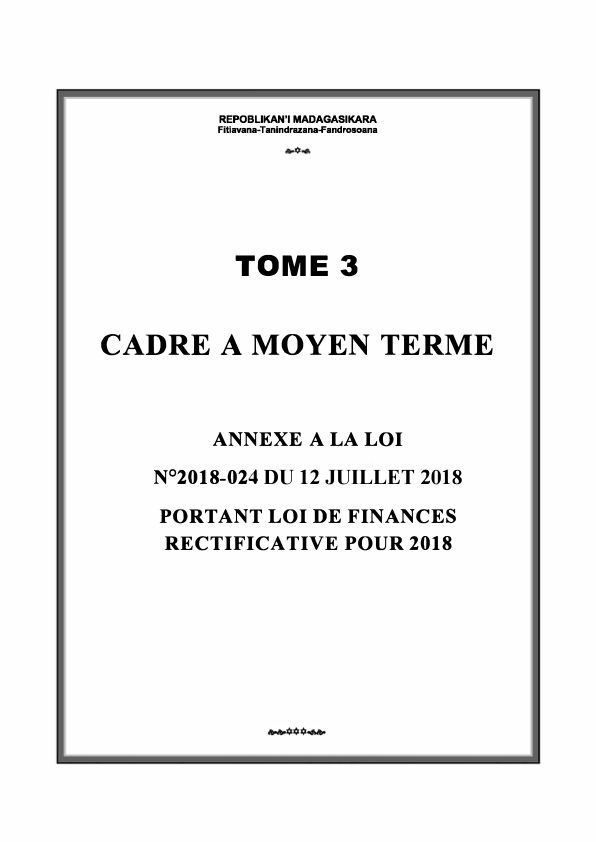 REPOBLIKAN'I MADAGASIKARA
Fitiavana-Tanindrazana-Fandrosoana
TOME 3
CADRE A MOYEN TERME
ANNEXE A LA LOI
N°2018-024 DU 12 JUILLET 2018
PORTANT LOI DE FINANCES
RECTIFICATIVE POUR 2018